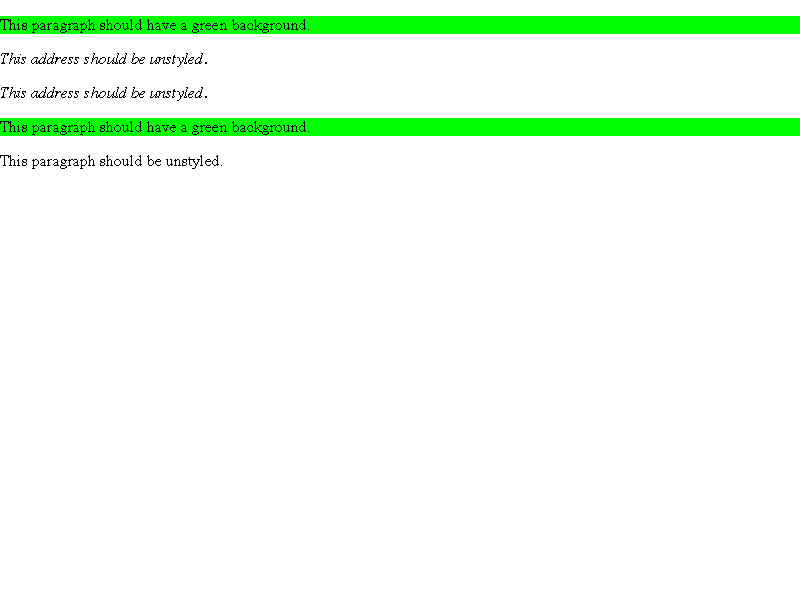 This paragraph should have a green background.
This address should be unstyled.
This address should be unstyled.
This paragraph should have a green background.
This paragraph should be unstyled.